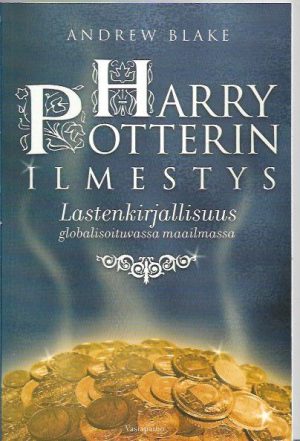 ANDREW BLAKE
HARRY
POTTERIN
ILMESTYS
Lastenkirjallisuus
globalisoituvassa maailmassa
Vastapaino